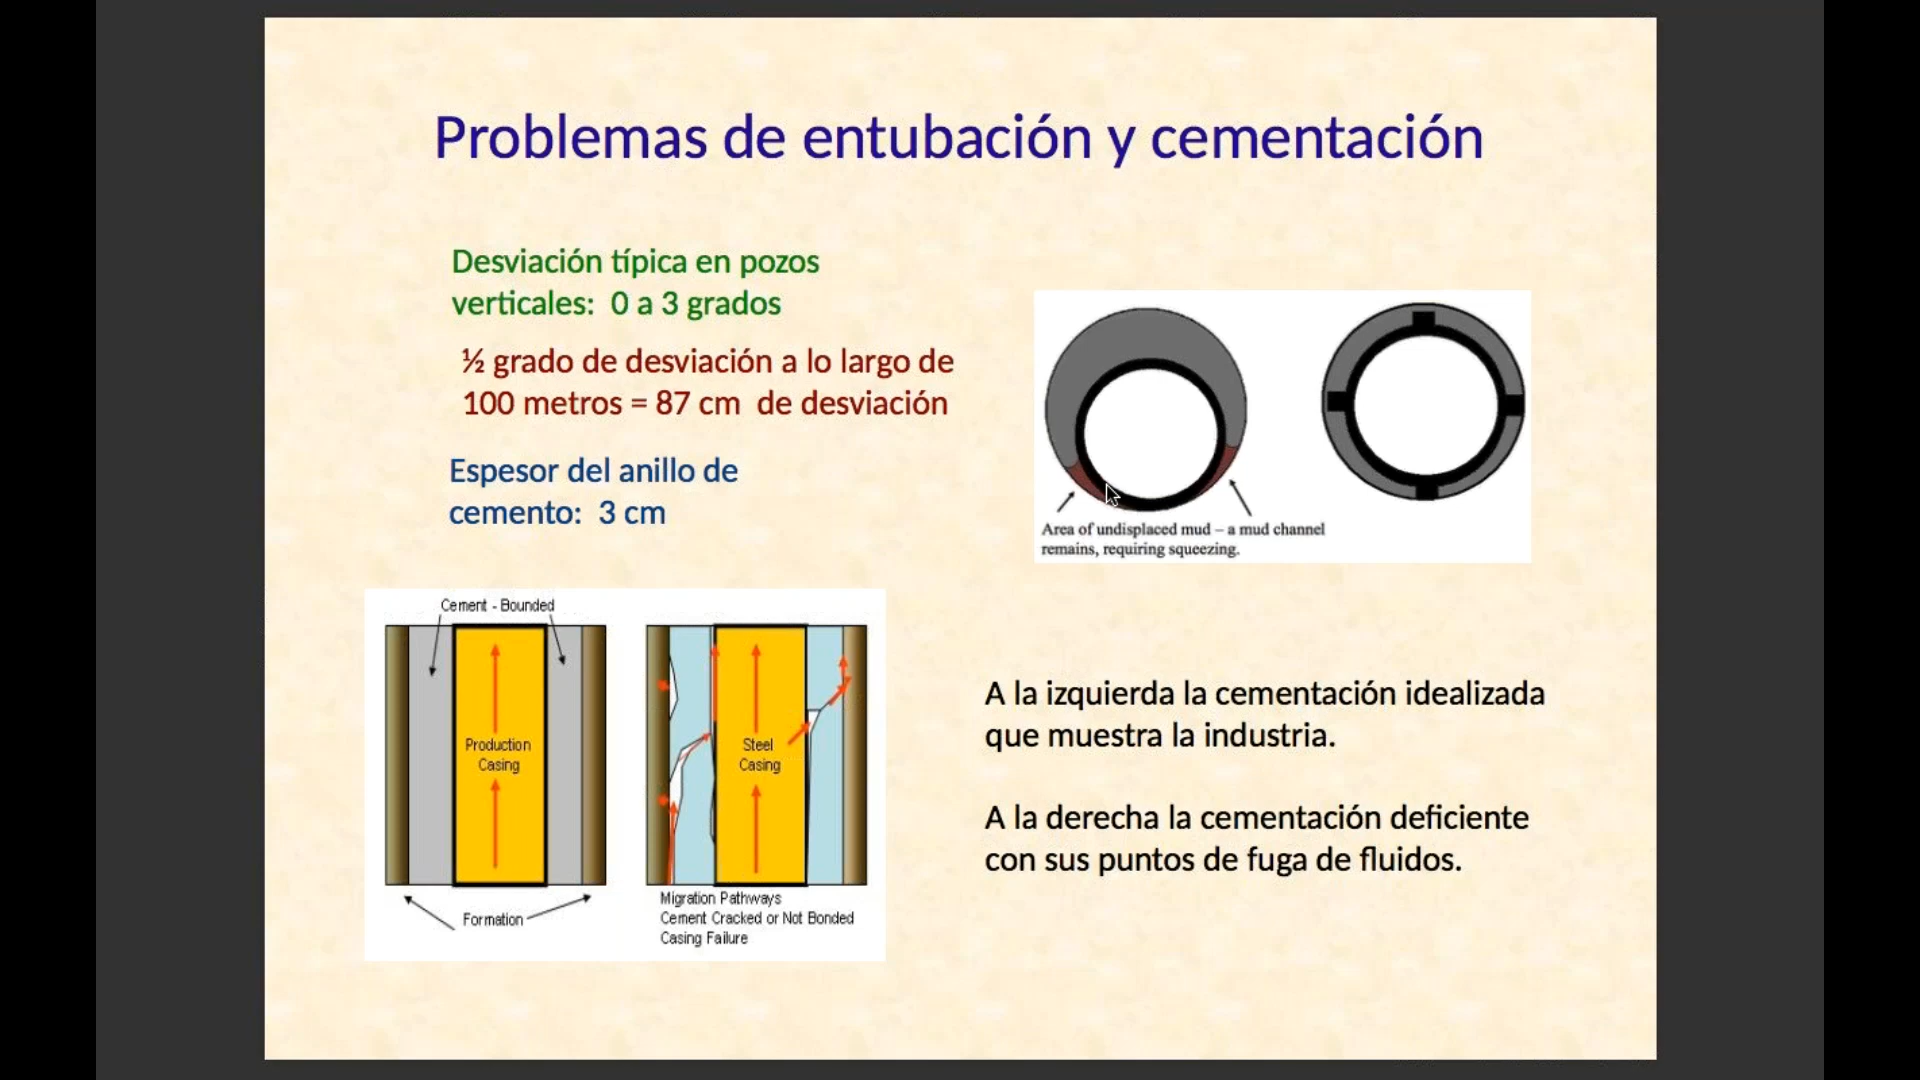 Problemas de entubación y cementación
Desviación típica en pozos
verticales: 0 a 3 grados
½ grado de desviación a lo largo de
100 metros = 87 cm de desviación
Espesor del anillo de
cemento: 3 cm
Area of undisplaced mud – a mud channel
remains, requiring squeezing.
Cement - Bounded
Production
Casing
Formation
Steel
Casing
Migration Pathways
Cement Cracked or Not Bonded
Casing Failure
A la izquierda la cementación idealizada
que muestra la industria.
A la derecha la cementación deficiente
con sus puntos de fuga de fluidos.